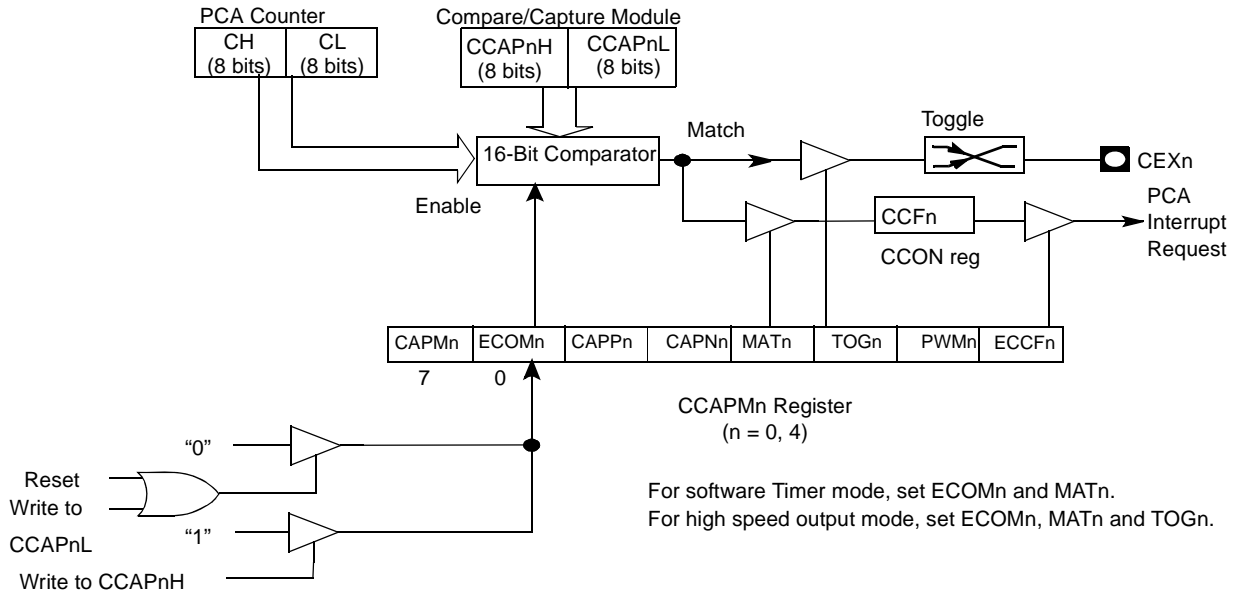 PCA Counter
Compare/Capture Module
CH
(8 bits)
CL
(8 bits)
CCAPnH
(8 bits)
CCAPnL
(8 bits)
Toggle
Match
16-Bit Comparator
CEXn
Enable
PCA
Interrupt
Request
CCFn
CCON reg
CAPMn
ECOMn
CAPPn
CAPNn
MATn
TOGn
PWMn
ECCFn
7
0
CCAPMn Register
(n = 0, 4)
“0”
Reset
Write to
CCAPnL
“1”
Write to CCAPnH
For software Timer mode, set ECOMn and MATn.
For high speed output mode, set ECOMn, MATn and TOGn.